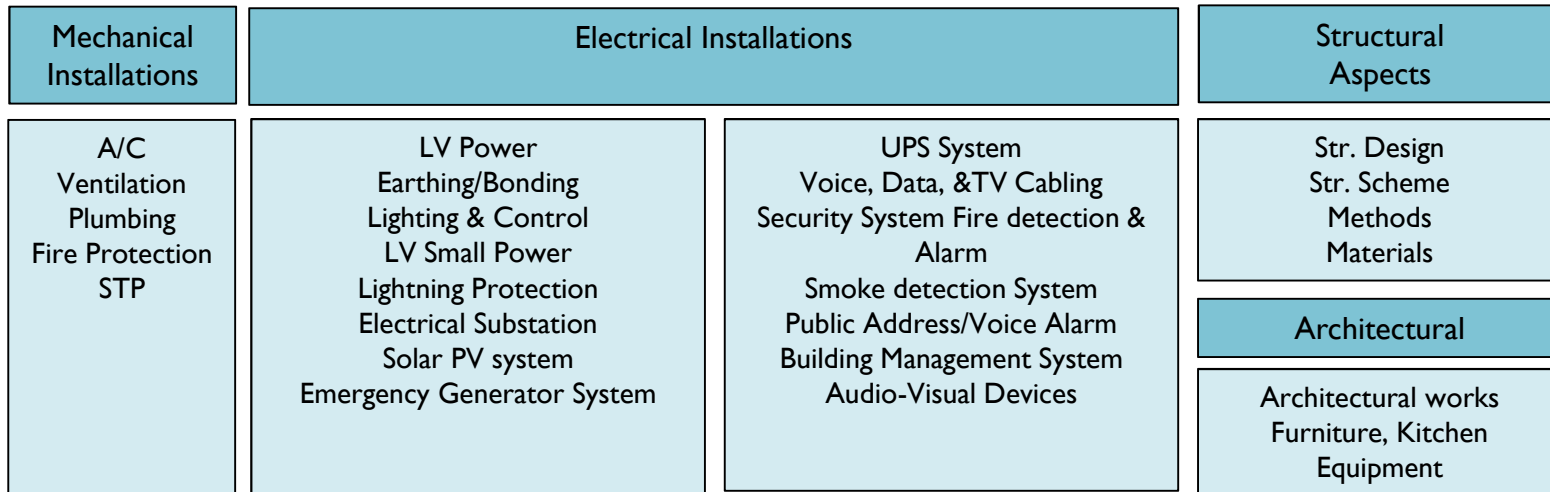 Mechanical
Installations
Electrical Installations
Structural
Aspects
A/C
Ventilation
Plumbing
Fire Protection
STP
LV Power
Earthing/Bonding
Lighting & Control
LV Small Power
Lightning Protection
Electrical Substation
Solar PV system
Emergency Generator System
UPS System
Voice, Data, &TV Cabling
Security System Fire detection &
Alarm
Smoke detection System
Public Address/Voice Alarm
Building Management System
Audio-Visual Devices
Str. Design
Str. Scheme
Methods
Materials
Architectural
Architectural works
Furniture, Kitchen
Equipment